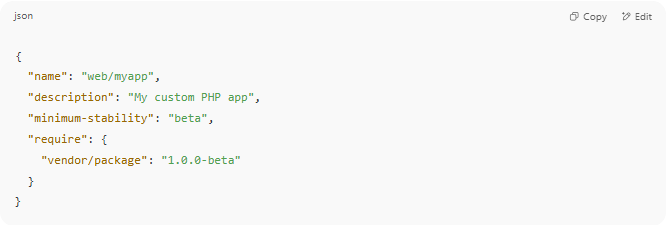 json
Copy
Edit
{
  "name": "web/myapp",
  "description": "My custom PHP app",
  "minimum-stability": "beta",
  "require": {
    "vendor/package": "1.0.0-beta"
  }
}